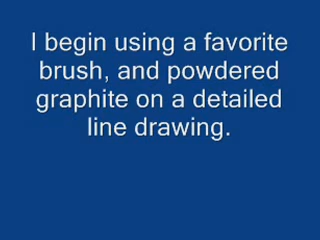 I begin using a favorite
brush, and powdered
graphite on a detailed
line drawing.